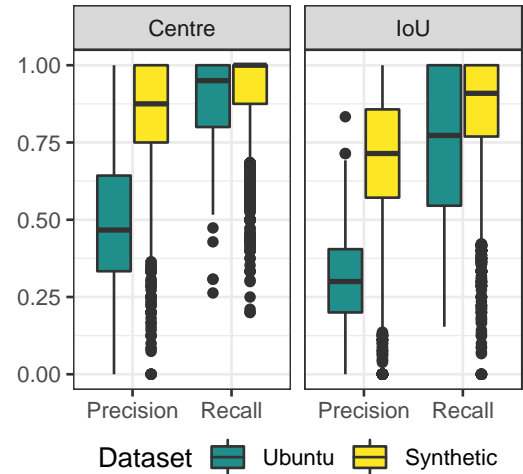 Centre IoU
1.00
0.75
0.50
0.25
0.00
Precision Recall Precision Recall
Dataset Ubuntu Synthetic